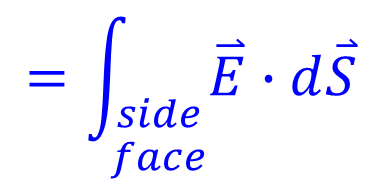 = ∫ E⃗ · dS⃗
side
face